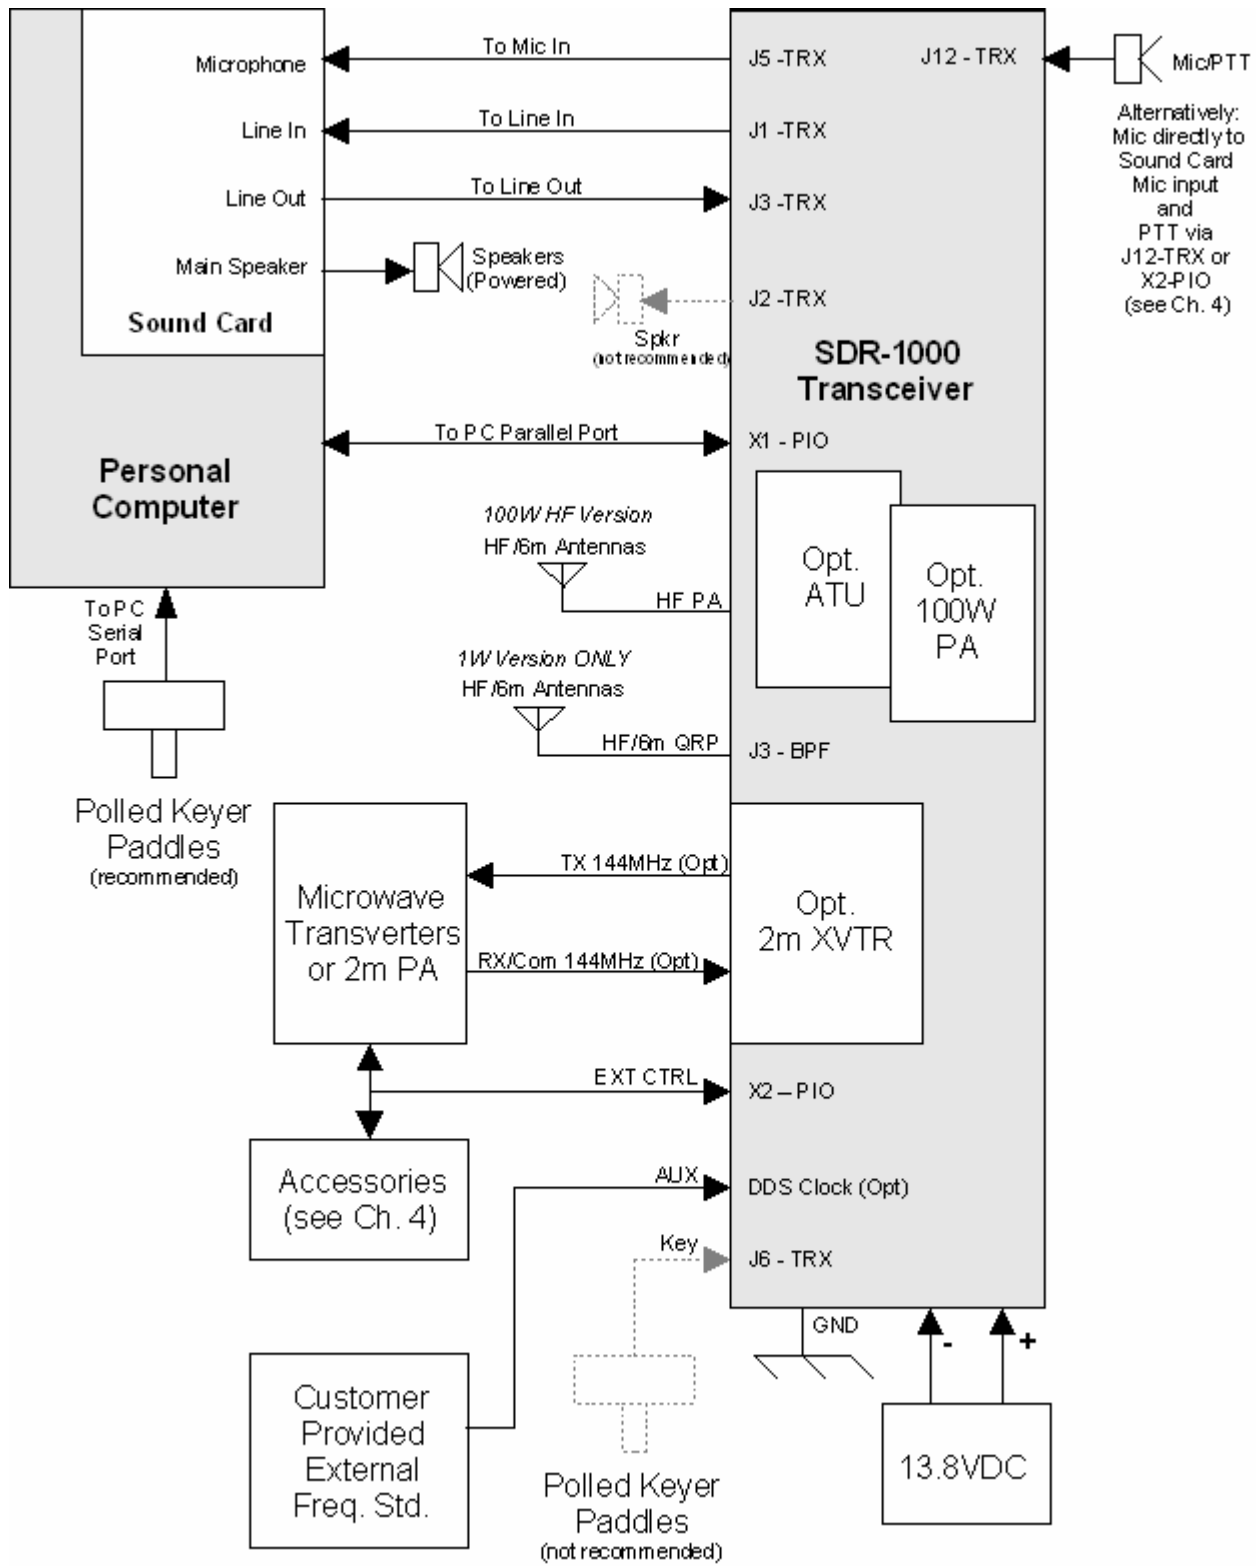 To Mic In
Microphone
J5 -TRX
J12 - TRX
Mic/PTT
Alternatively:
Mic directly to
Sound Card
Mic input
and
PTT via
J12-TRX or
X2-PIO
(see Ch. 4)
To Line In
Line In
J1 -TRX
To Line Out
Line Out
J3 -TRX
Main Speaker
Speakers
(Powered)
J2 -TRX
Sound Card
Spkr
(not recommended)
SDR-1000
Transceiver
To PC Parallel Port
X1 - PIO
Personal
Computer
100W HF Version
HF/6m Antennas
HF PA
Opt.
ATU
Opt.
100W
PA
To PC
Serial
Port
1W Version ONLY
HF/6m Antennas
HF/6m QRP
J3 - BPF
Polled Keyer
Paddles
(recommended)
Microwave
Transverters
or 2m PA
TX 144MHz (Opt)
RX/Com 144MHz (Opt)
Opt.
2m XVTR
EXT CTRL
X2 – PIO
Accessories
(see Ch. 4)
AUX
DDS Clock (Opt)
Key
J6 - TRX
GND
-
+
Customer
Provided
External
Freq. Std.
Polled Keyer
Paddles
(not recommended)
13.8VDC